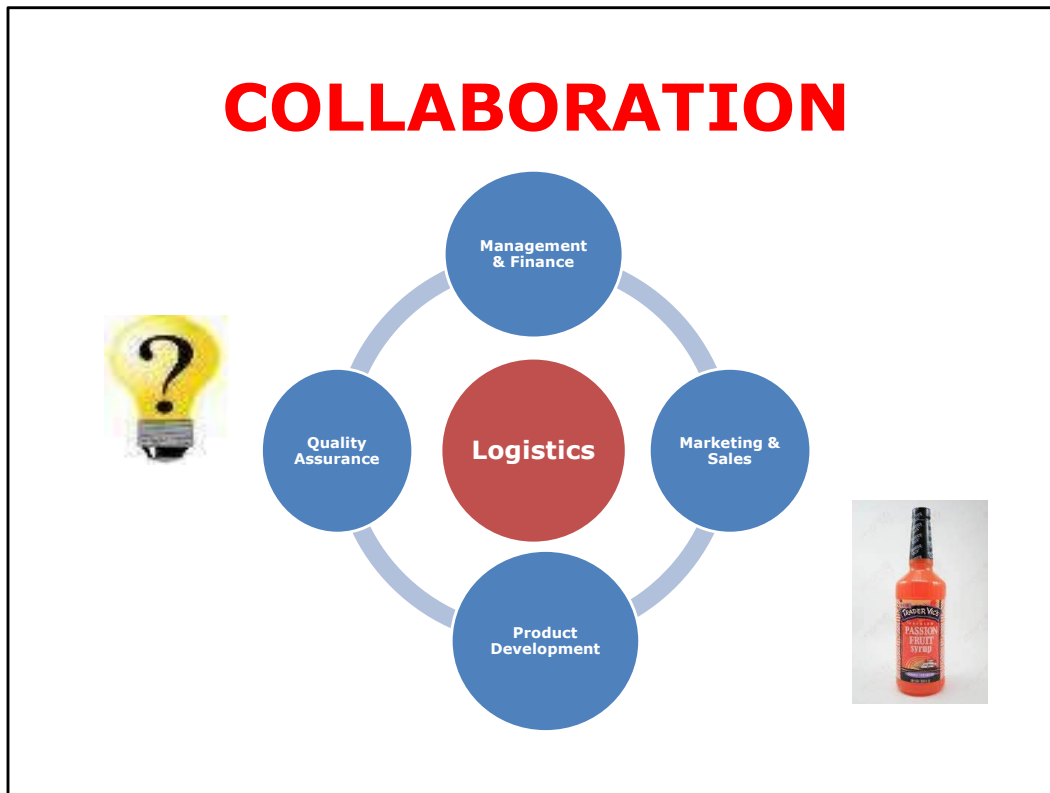 COLLABORATION
Management
& Finance
?
Quality
Assurance
Logistics
Marketing &
Sales
Product
Development
TRADER VIC'S
PASSION
FRUIT
syrup